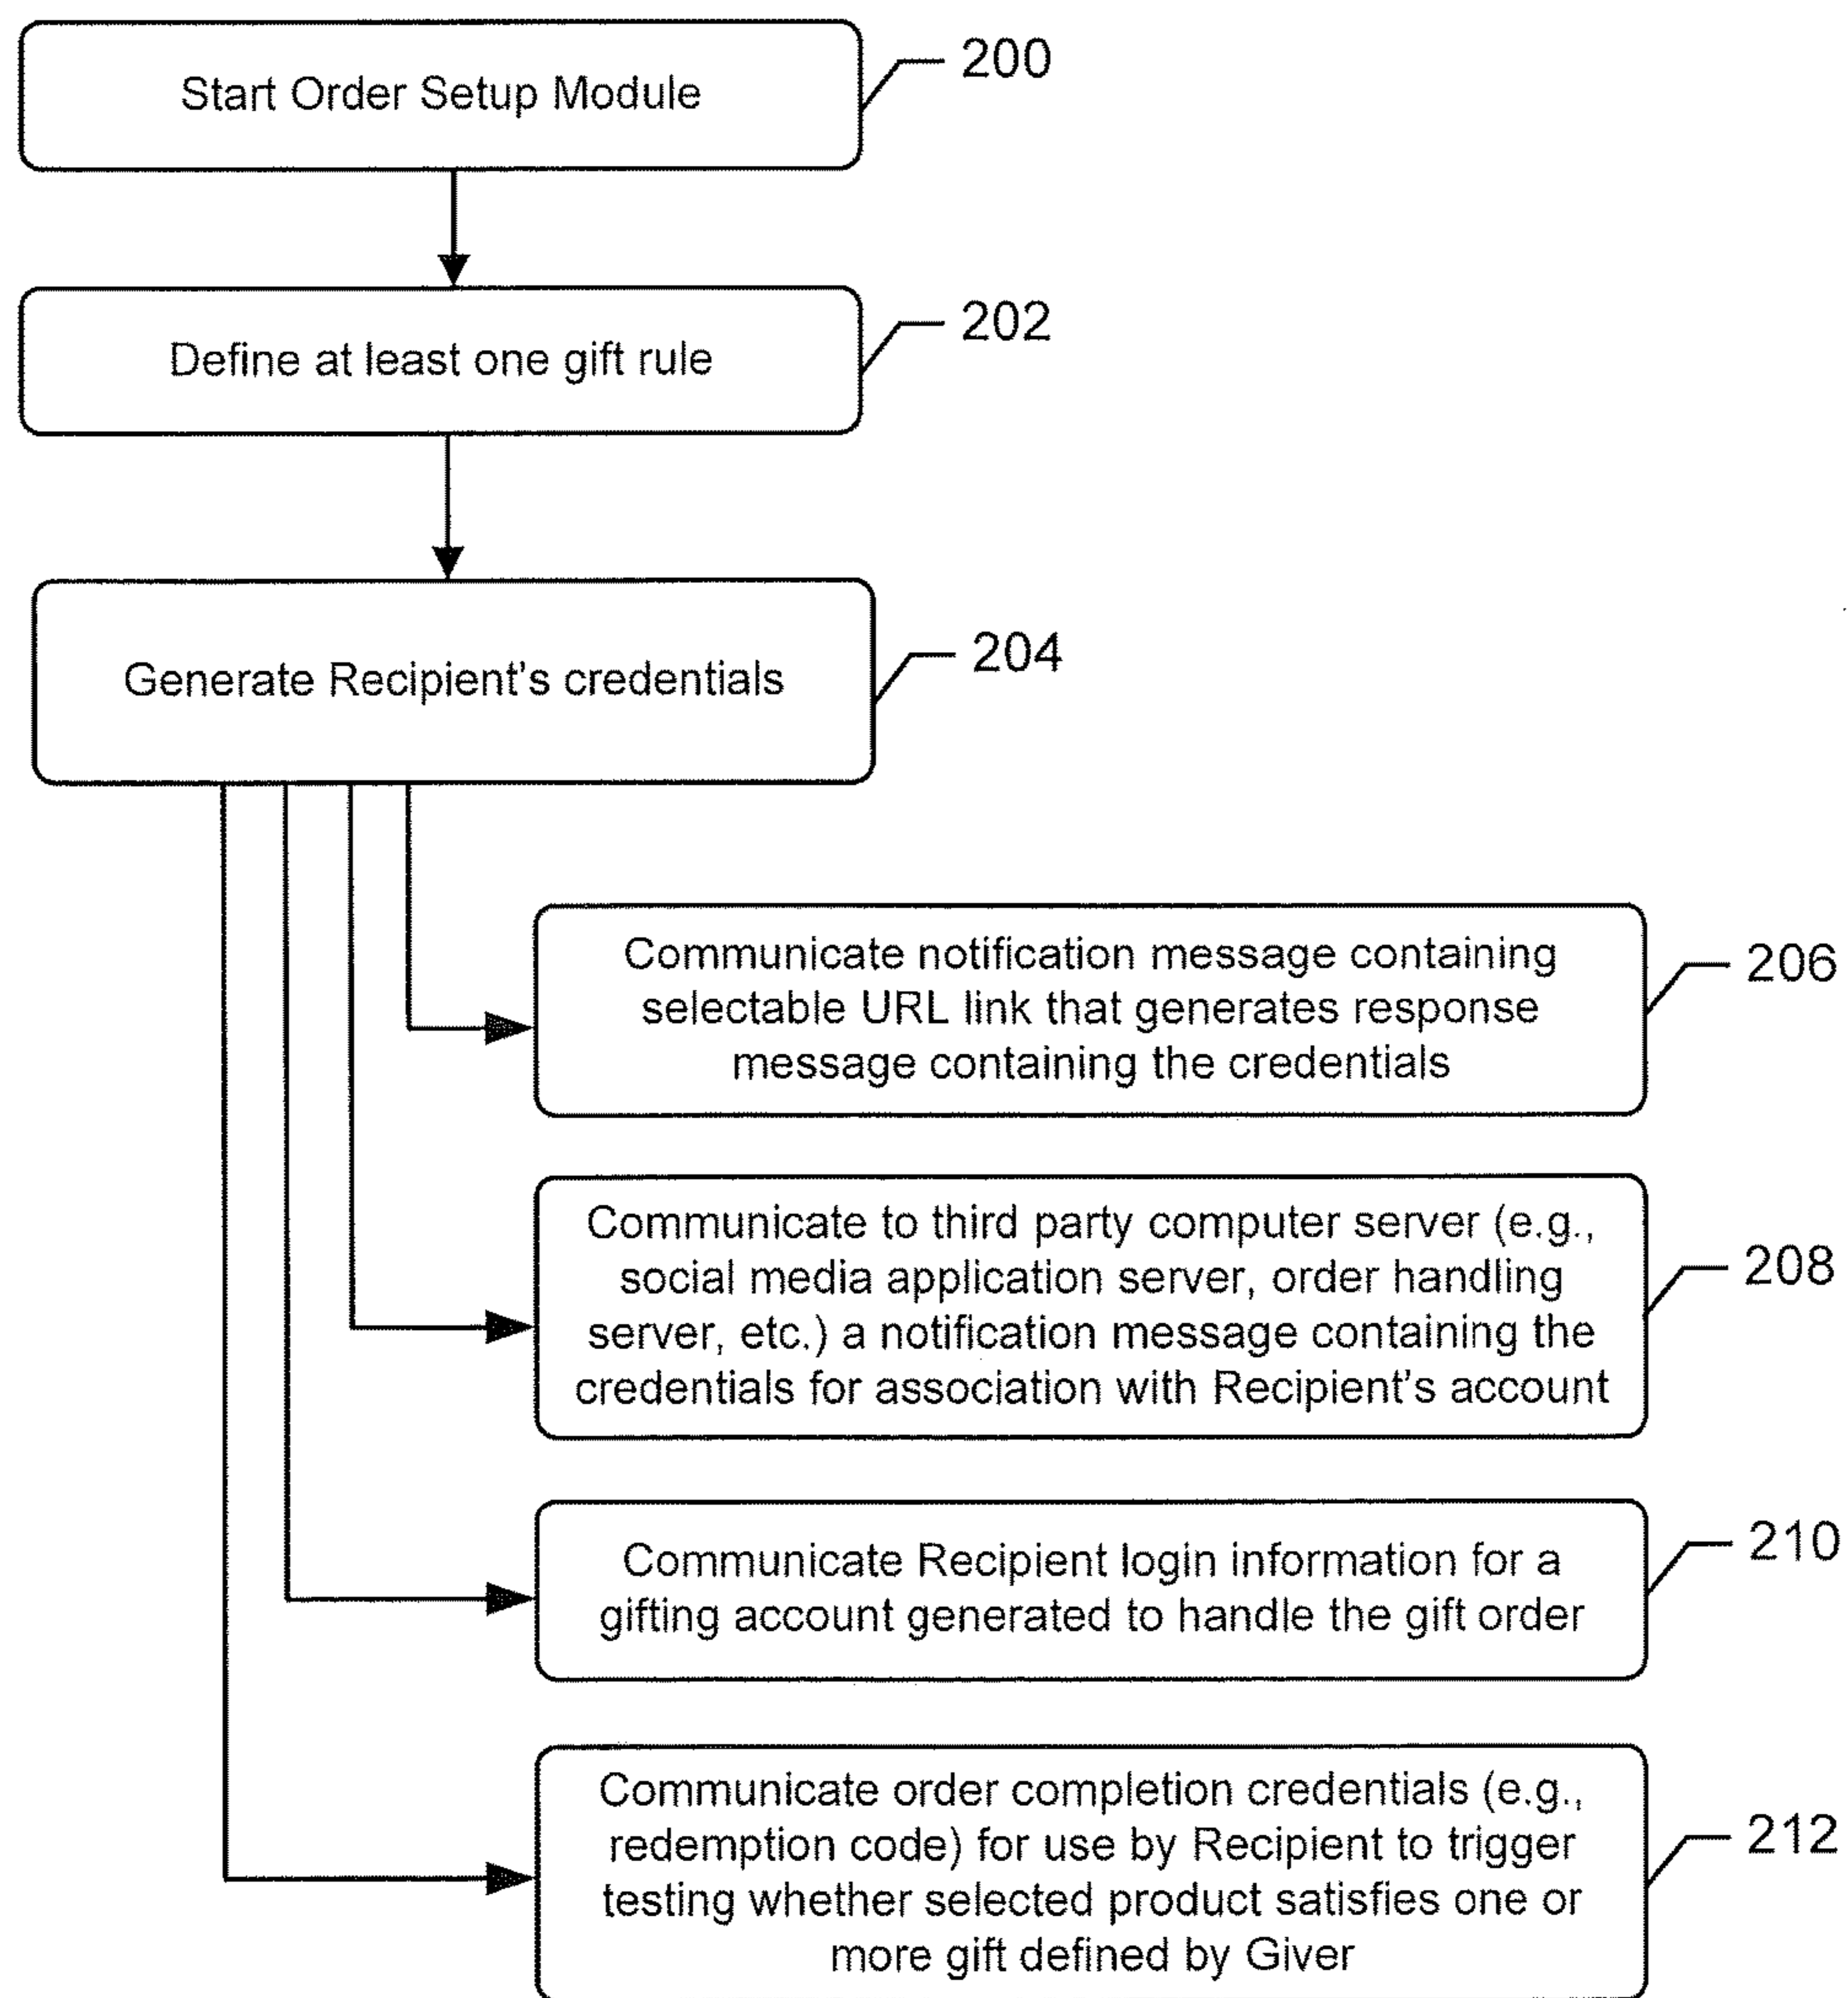 Start Order Setup Module
200
Define at least one gift rule
202
Generate Recipient's credentials
204
Communicate notification message containing
selectable URL link that generates response
message containing the credentials
206
Communicate to third party computer server (e.g.,
social media application server, order handling
server, etc.) a notification message containing the
credentials for association with Recipient's account
208
Communicate Recipient login information for a
gifting account generated to handle the gift order
210
Communicate order completion credentials (e.g.,
redemption code) for use by Recipient to trigger
testing whether selected product satisfies one or
more gift defined by Giver
212